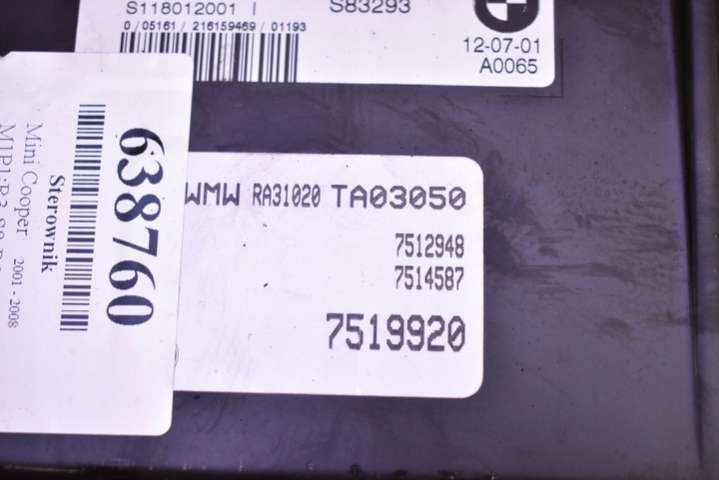 S118012001 I S83293
0 / 05161 / 216159469 / 01193
12-07-01
A0065
WMW RA31020 TA03050
7512948
7514587
7519920
638760
Sterownik
Mini Cooper 2001-2008